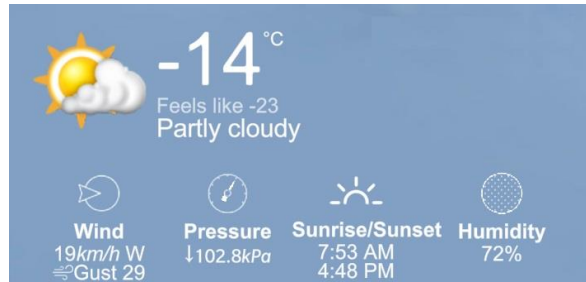 -14°C
Feels like -23
Partly cloudy
Wind
19km/h W
Gust 29
Pressure
↓102.8kPa
Sunrise/Sunset
7:53 AM
4:48 PM
Humidity
72%